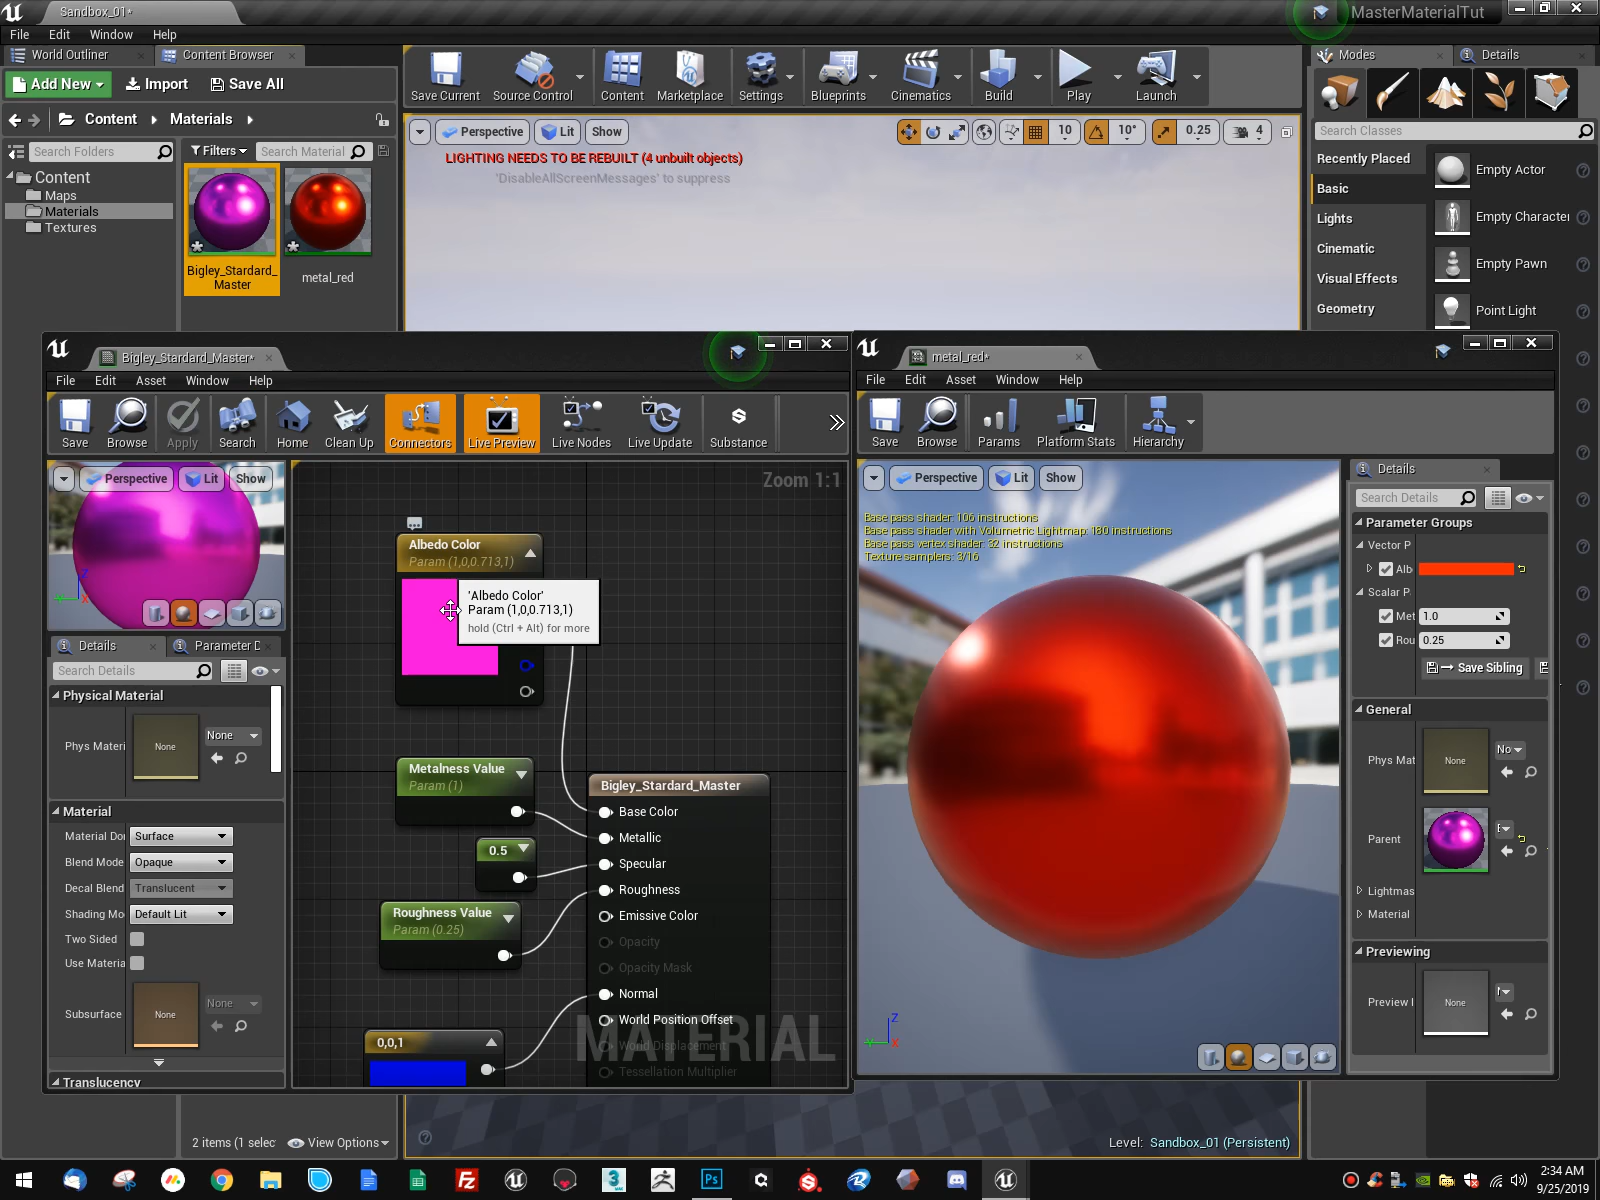 Sandbox_01*
MasterMaterialTut
File Edit Window Help
World Outliner
Content Browser
Add New
Import
Save All
Content
Materials
Search Folders
Filters
Search Material
Content
Maps
Materials
Textures
Bigley_Stardard_
Master
metal_red
2 items (1 selec
View Options
Save Current
Source Control
Content
Marketplace
Settings
Blueprints
Cinematics
Build
Play
Launch
Perspective
Lit
Show
10
10°
0.25
4
LIGHTING NEEDS TO BE REBUILT (4 unbuilt objects)
'DisableAllScreenMessages' to suppress
Level: Sandbox_01 (Persistent)
Modes
Details
Search Classes
Recently Placed
Basic
Lights
Cinematic
Visual Effects
Geometry
Empty Actor
Empty Character
Empty Pawn
Point Light
Bigley_Stardard_Master*
File Edit Asset Window Help
Save
Browse
Apply
Search
Home
Clean Up
Connectors
Live Preview
Live Nodes
Live Update
Substance
Perspective
Lit
Show
Z
X
Details
Parameter D
Search Details
Physical Material
Phys Materi
None
None
Material
Material Do
Surface
Blend Mode
Opaque
Decal Blend
Translucent
Shading Mo
Default Lit
Two Sided
Use Materia
Subsurface
None
None
Translucency
Zoom 1:1
Albedo Color
Param (1,0,0.713,1)
'Albedo Color'
Param (1,0,0.713,1)
hold (Ctrl + Alt) for more
Metalness Value
Param (1)
0.5
Roughness Value
Param (0.25)
0,0,1
Bigley_Stardard_Master
Base Color
Metallic
Specular
Roughness
Emissive Color
Opacity
Opacity Mask
Normal
World Position Offset
World Displacement
Tessellation Multiplier
MATERIAL
metal_red*
File Edit Asset Window Help
Save
Browse
Params
Platform Stats
Hierarchy
Perspective
Lit
Show
Base pass shader: 106 instructions
Base pass shader with Volumetric Lightmap: 180 instructions
Base pass vertex shader: 32 instructions
Texture samplers: 3/16
Z
X
Details
Search Details
Parameter Groups
Vector P
Alb
Scalar P
Met
1.0
Rou
0.25
Save Sibling
General
Phys Mat
None
No
Parent
Lightmas
Material
Previewing
Preview
None
2:34 AM
9/25/2019